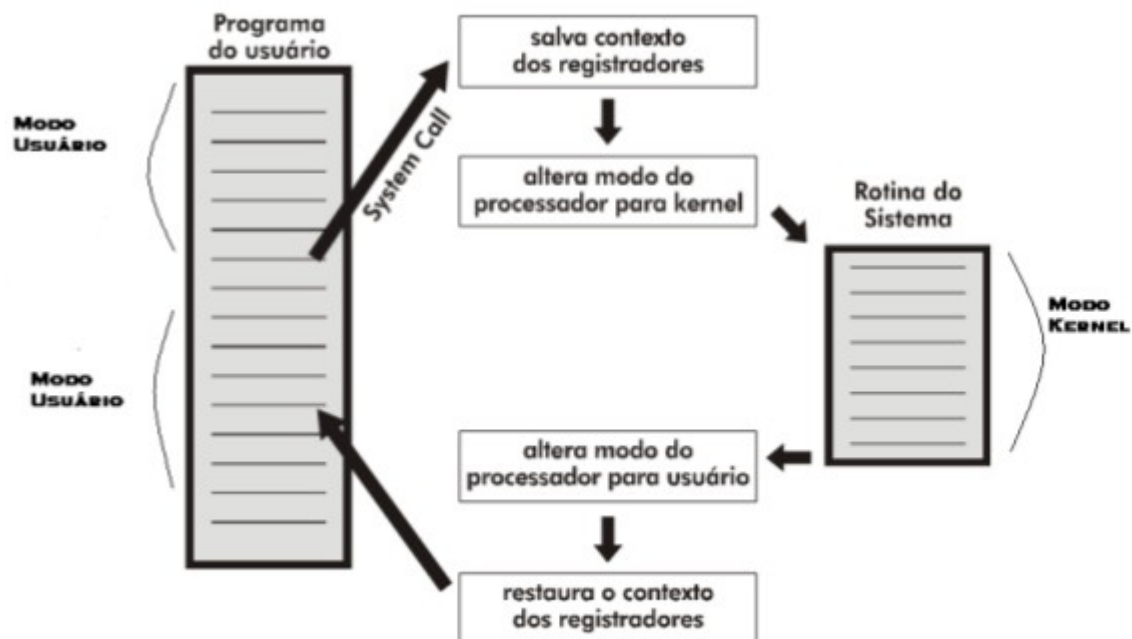 Programa
do usuário
Modo
Usuário
Modo
Usuário
System Call
salva contexto
dos registradores
altera modo do
processador para kernel
Rotina do
Sistema
Modo
Kernel
altera modo do
processador para usuário
restaura o contexto
dos registradores